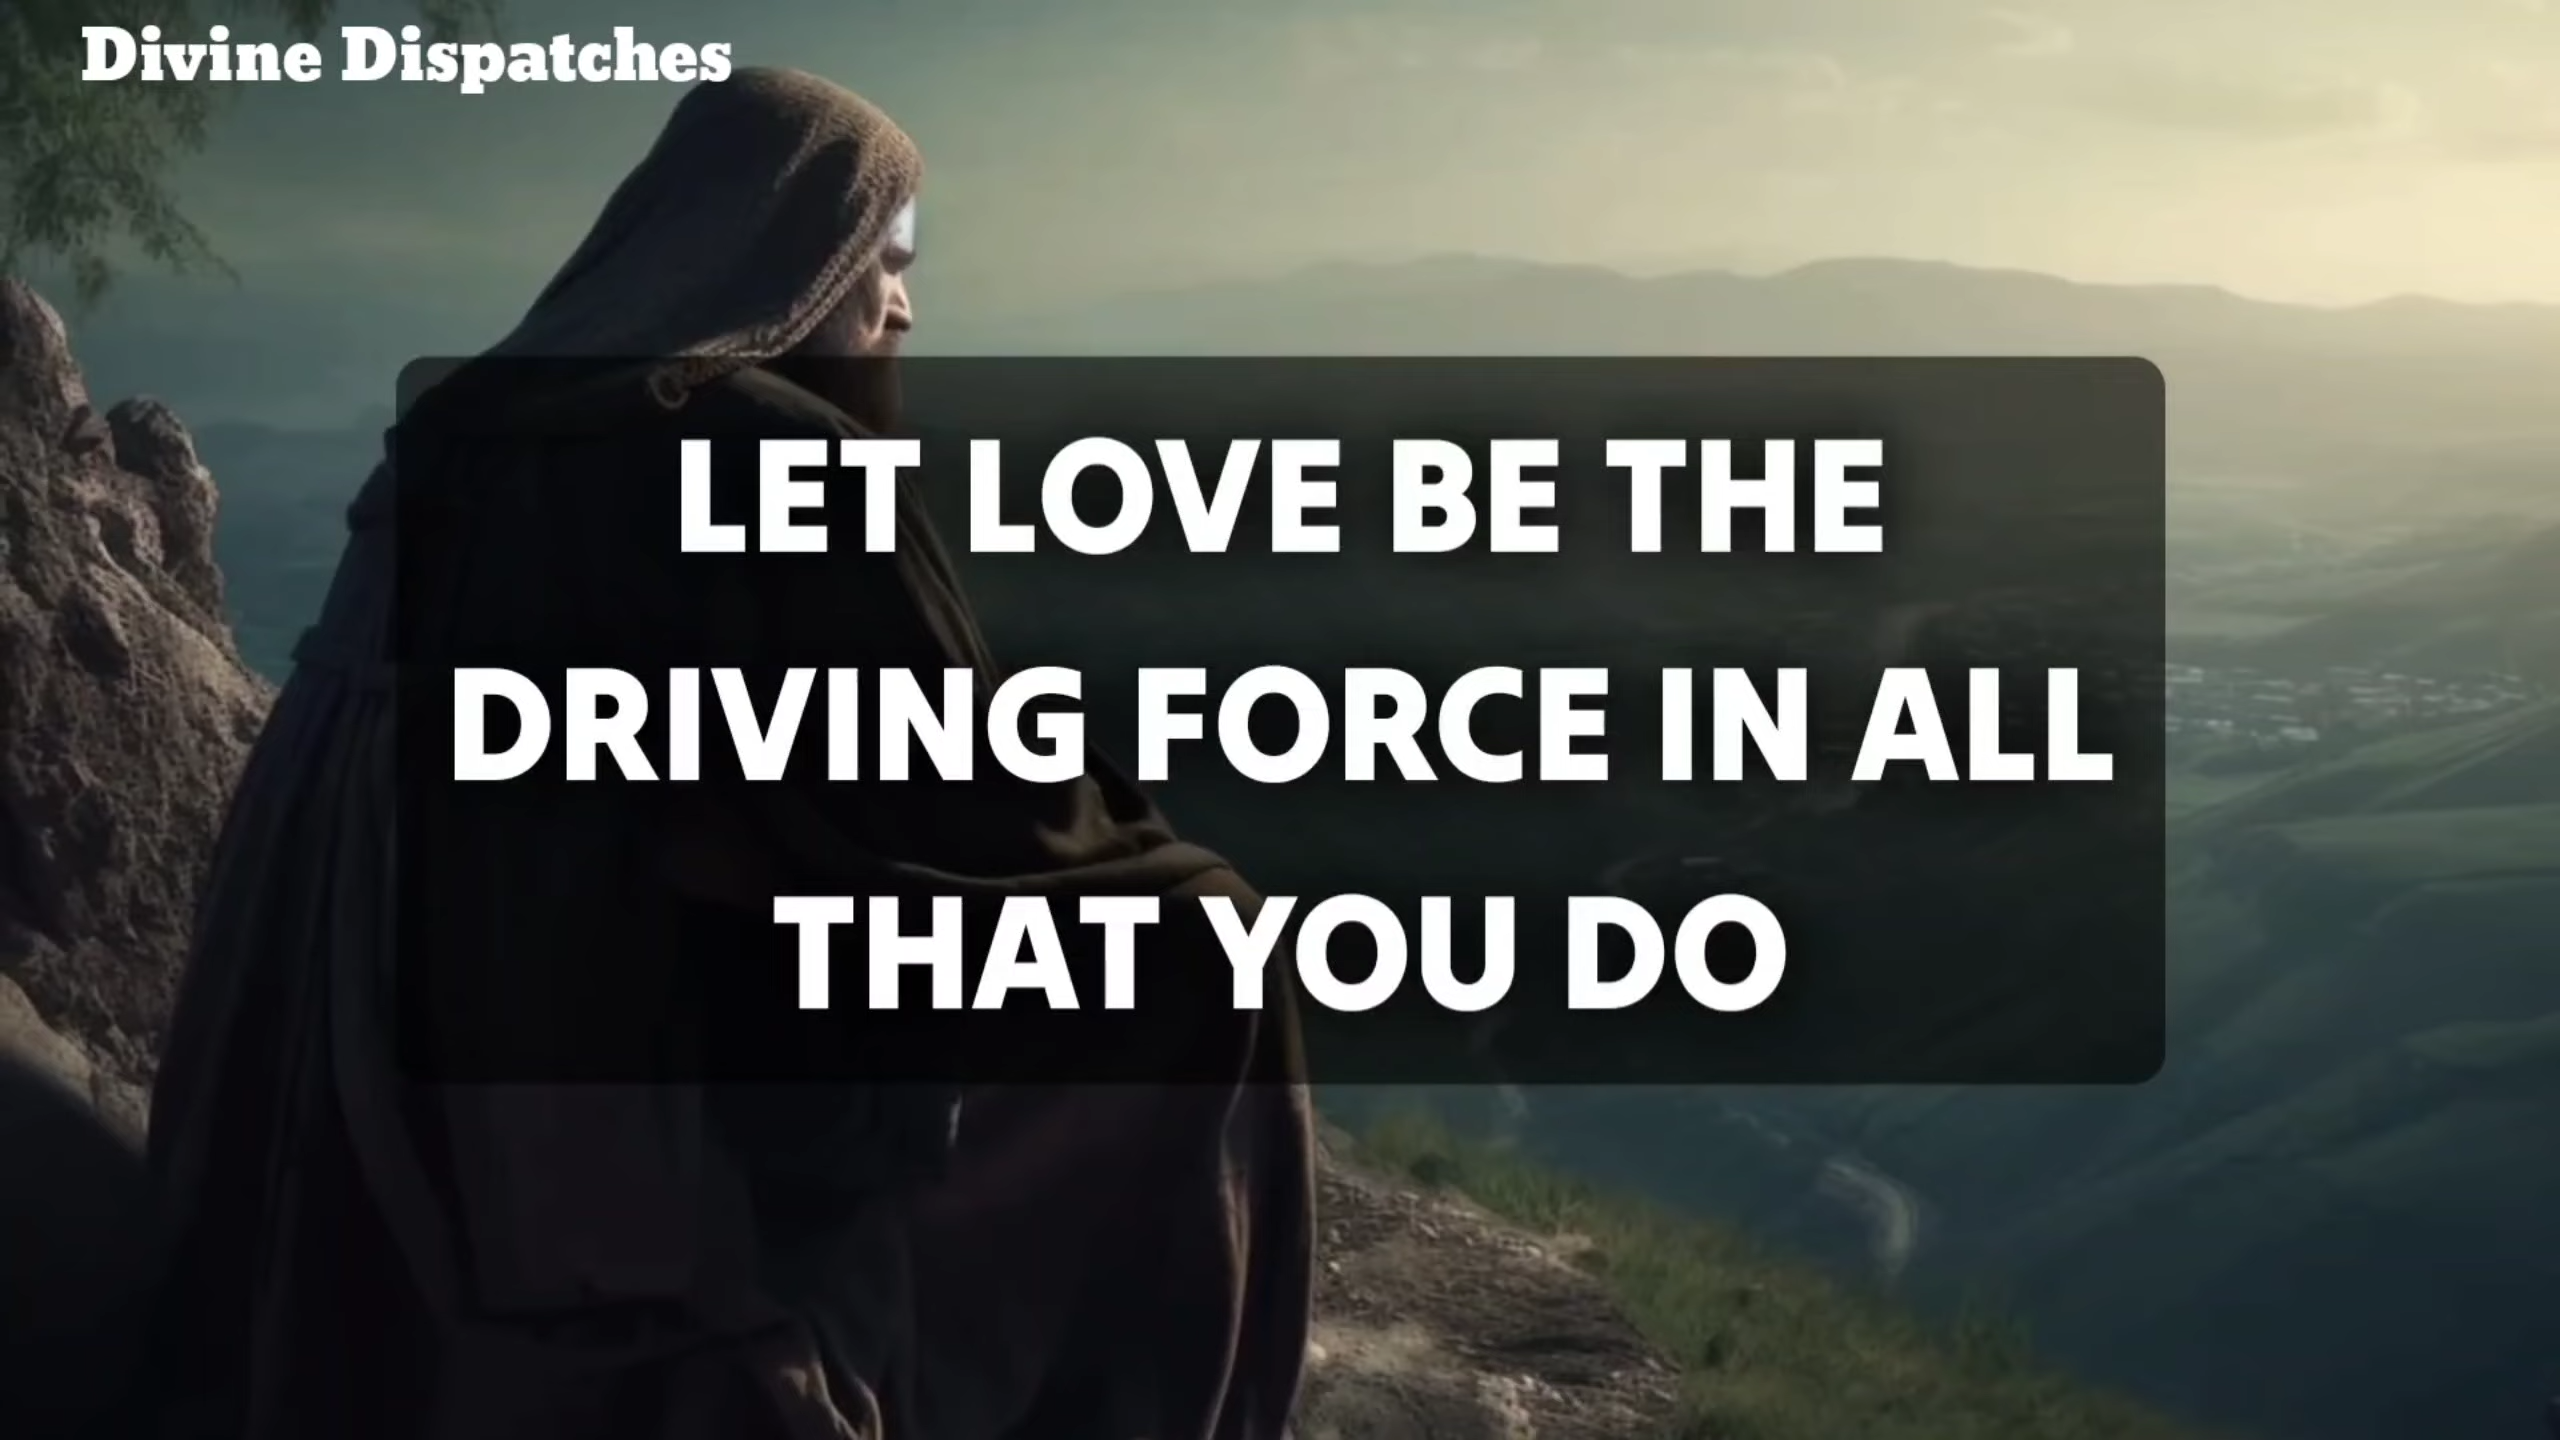 Divine Dispatches
LET LOVE BE THE
DRIVING FORCE IN ALL
THAT YOU DO